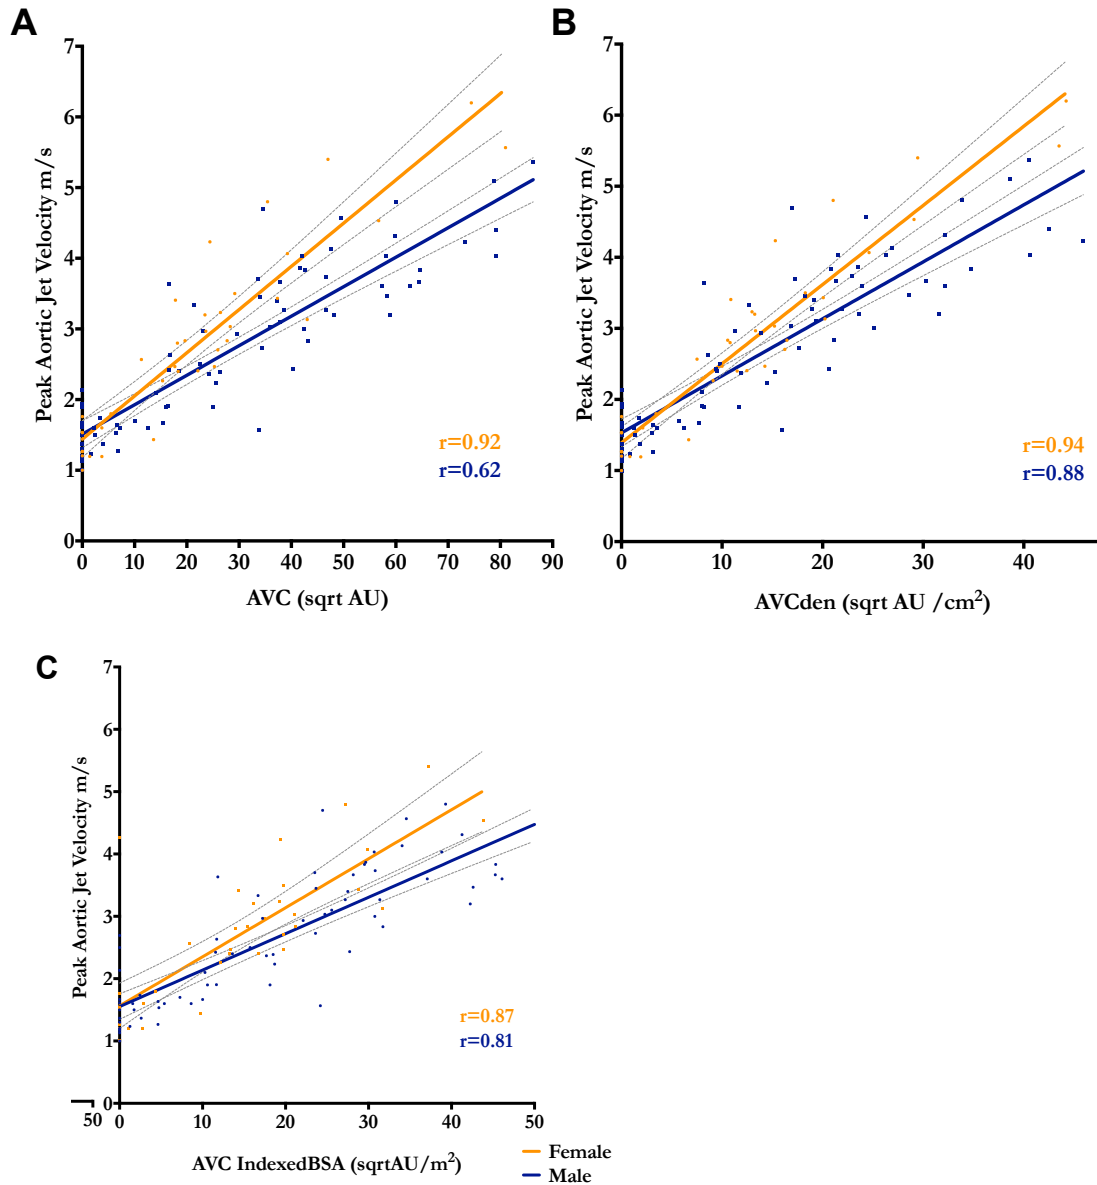 A
7
6
5
4
3
2
1
0
Peak Aortic Jet Velocity m/s
r=0.92
r=0.62
0 10 20 30 40 50 60 70 80 90
AVC (sqrt AU)
B
7
6
5
4
3
2
1
0
Peak Aortic Jet Velocity m/s
r=0.94
r=0.88
0 10 20 30 40
AVCden (sqrt AU /cm²)
C
7
6
5
4
3
2
1
0
Peak Aortic Jet Velocity m/s
r=0.87
r=0.81
50 0 10 20 30 40 50
AVC IndexedBSA (sqrtAU/m²)
Female
Male